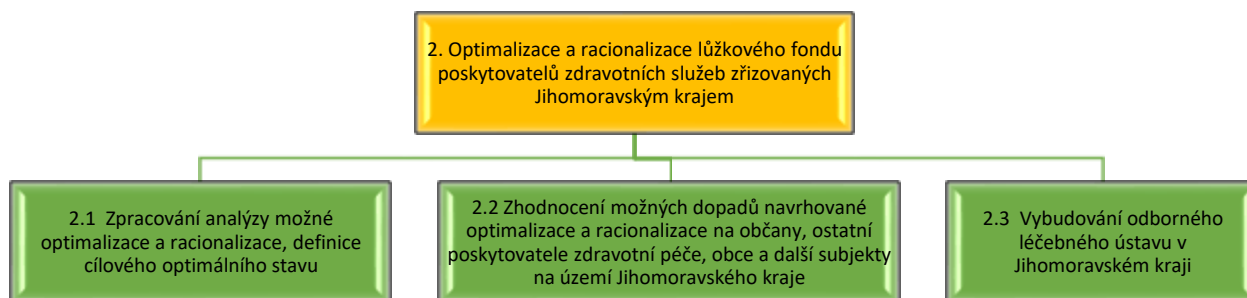 2. Optimalizace a racionalizace lůžkového fondu
poskytovatelů zdravotních služeb zřizovaných
Jihomoravským krajem
2.1 Zpracování analýzy možné
optimalizace a racionalizace, definice
cílového optimálního stavu
2.2 Zhodnocení možných dopadů navrhované
optimalizace a racionalizace na občany, ostatní
poskytovatele zdravotní péče, obce a další subjekty
na území Jihomoravského kraje
2.3 Vybudování odborného
léčebného ústavu v
Jihomoravském kraji